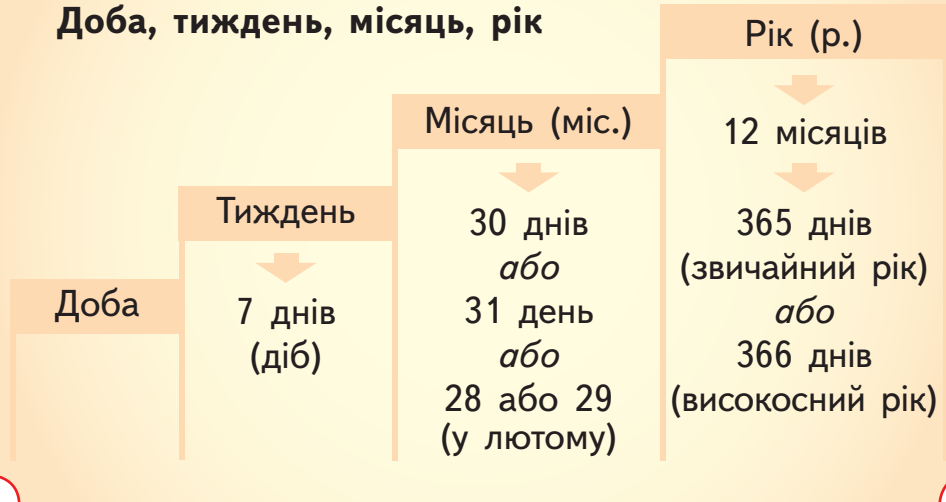 Доба, тиждень, місяць, рік
Доба
Тиждень
7 днів
(діб)
Місяць (міс.)
30 днів
або
31 день
або
28 або 29
(у лютому)
Рік (р.)
12 місяців
365 днів
(звичайний рік)
або
366 днів
(високосний рік)